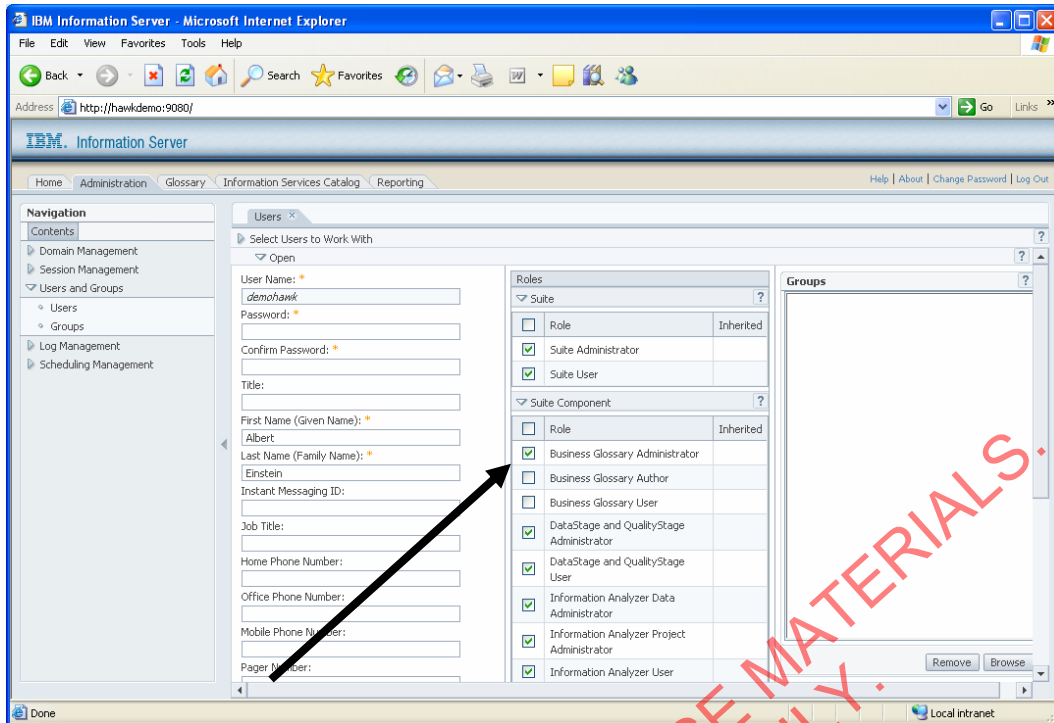 IBM Information Server - Microsoft Internet Explorer
File Edit View Favorites Tools Help
Back Search Favorites
Address http://hawkdemo:9080/ Go Links »
IBM. Information Server
Home Administration Glossary Information Services Catalog Reporting Help | About | Change Password | Log Out
Navigation
Contents
Domain Management
Session Management
Users and Groups
Users
Groups
Log Management
Scheduling Management
Users ×
Select Users to Work With ?
Open ?
User Name: *
demohawk
Password: *
Confirm Password: *
Title:
First Name (Given Name): *
Albert
Last Name (Family Name): *
Einstein
Instant Messaging ID:
Job Title:
Home Phone Number:
Office Phone Number:
Mobile Phone Number:
Pager Number:
Roles
Suite ?
Role Inherited
Suite Administrator
Suite User
Suite Component ?
Role Inherited
Business Glossary Administrator
Business Glossary Author
Business Glossary User
DataStage and QualityStage
Administrator
DataStage and QualityStage
User
Information Analyzer Data
Administrator
Information Analyzer Project
Administrator
Information Analyzer User
Groups ?
Remove Browse
Done Local intranet
MATERIALS.